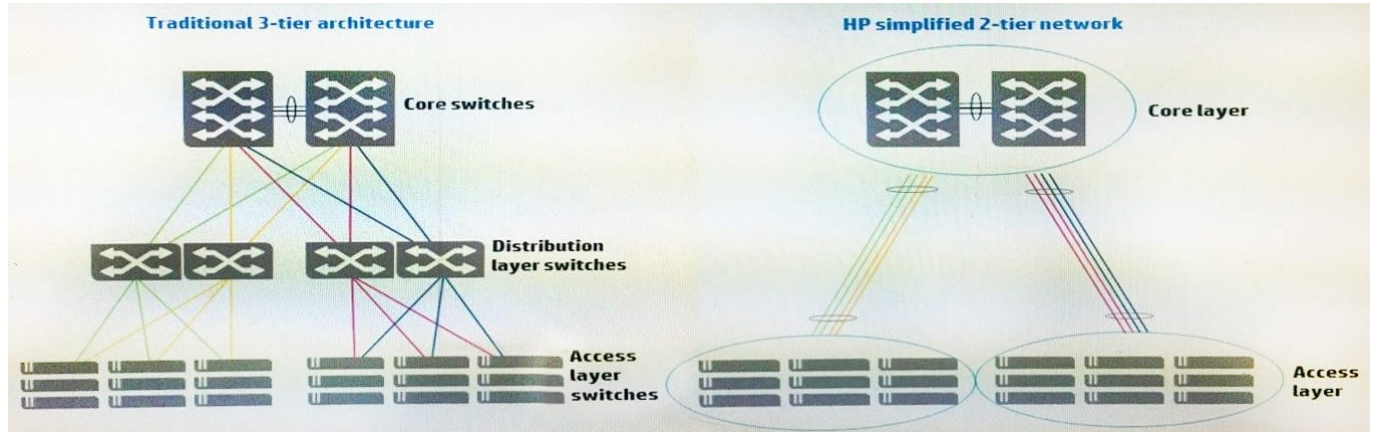 Traditional 3-tier architecture
HP simplified 2-tier network
Core switches
Core layer
Distribution
layer switches
Access
layer
switches
Access
layer